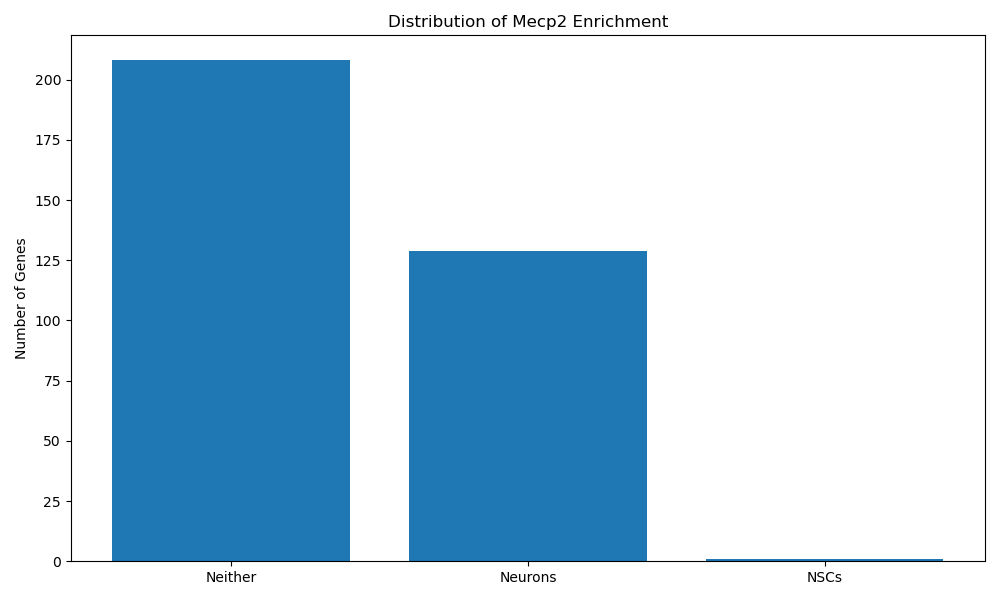 Distribution of Mecp2 Enrichment
Number of Genes
200
175
150
125
100
75
50
25
0
Neither
Neurons
NSCs